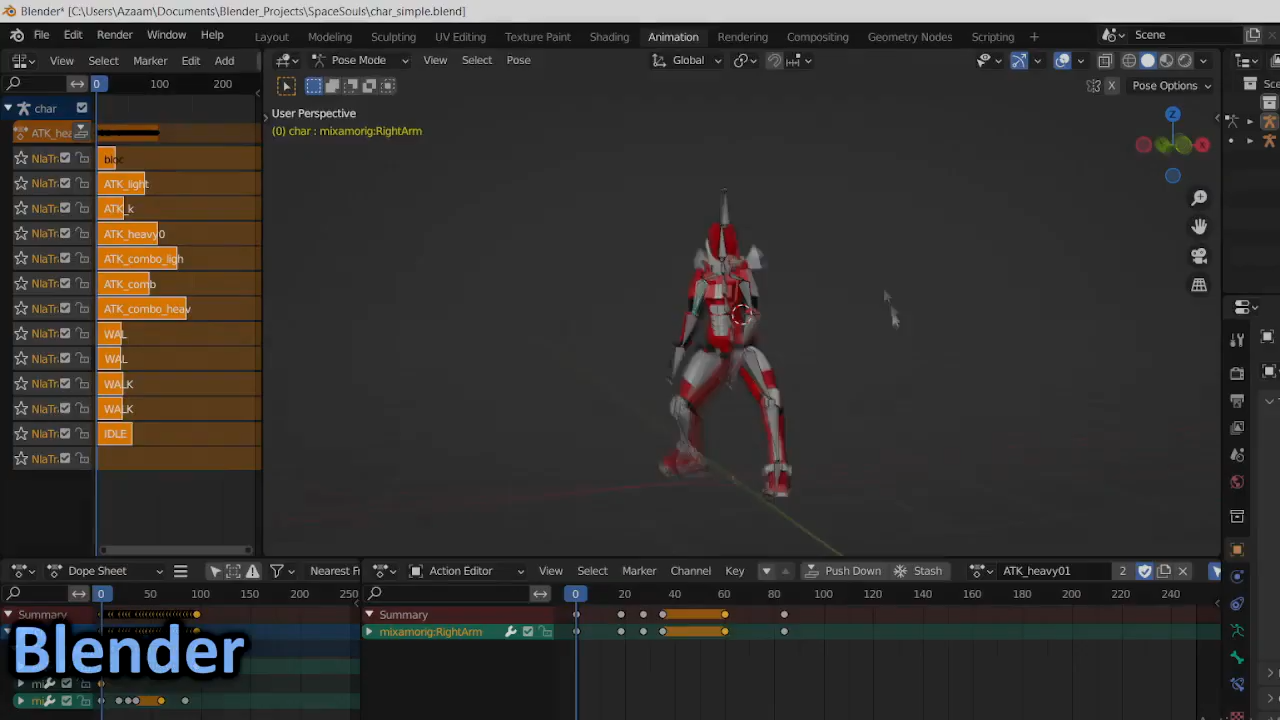 Blender* [C:\Users\Azaam\Documents\Blender_Projects\SpaceSouls\char_simple.blend]
File Edit Render Window Help Layout Modeling Sculpting UV Editing Texture Paint Shading Animation Rendering Compositing Geometry Nodes Scripting + Scene
View Select Marker Edit Add Pose Mode View Select Pose Global
0 100 200 X Pose Options
char
User Perspective
(0) char : mixamorig:RightArm
ATK_hea
NlaTr bloc
NlaTr ATK_light
NlaTr ATK_k
NlaTr ATK_heavy0
NlaTr ATK_combo_ligh
NlaTr ATK_comb
NlaTr ATK_combo_heav
NlaTr WAL
NlaTr WAL
NlaTr WALK
NlaTr WALK
NlaTr IDLE
NlaTr
Z
X
Sce
Dope Sheet Nearest Fr Action Editor View Select Marker Channel Key Push Down Stash ATK_heavy01 2
0 50 100 150 200 250 0 20 40 60 80 100 120 140 160 180 200 220 240
Summary Summary
mixamorig:RightArm
Blender